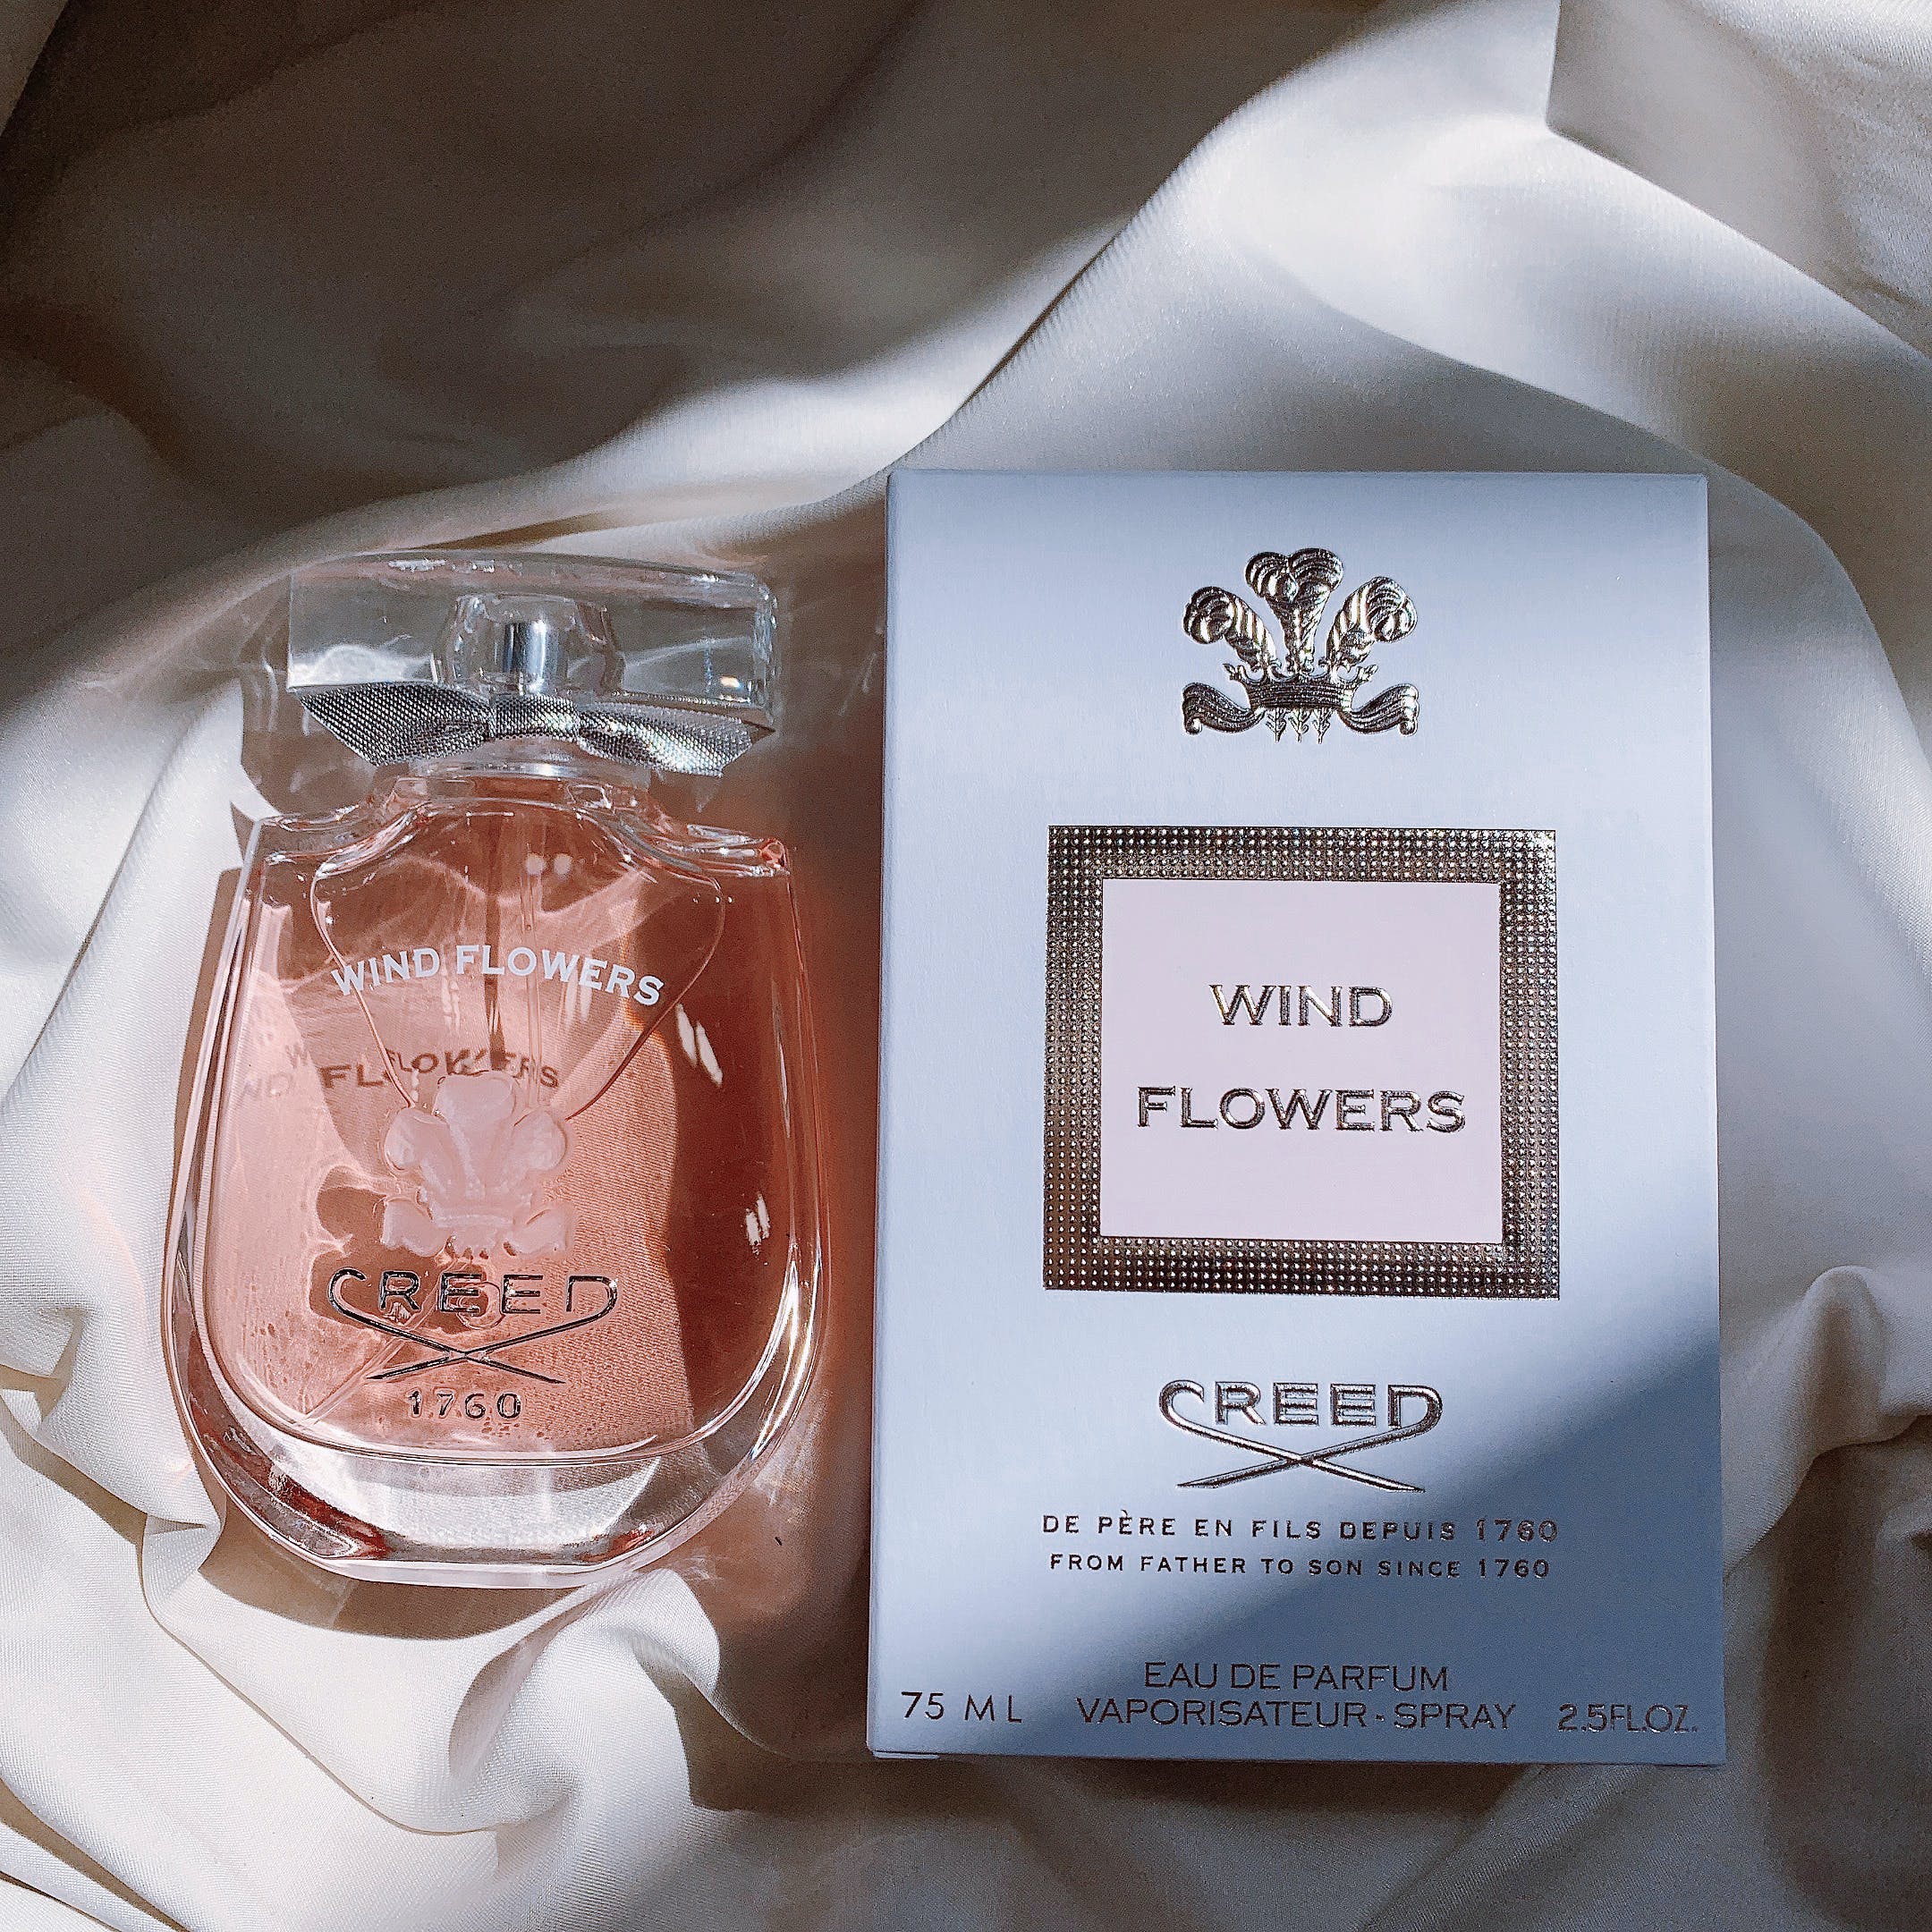 WIND FLOWERS
CREED
1760
WIND
FLOWERS
CREED
DE PÈRE EN FILS DEPUIS 1760
FROM FATHER TO SON SINCE 1760
EAU DE PARFUM
75 ML VAPORISATEUR - SPRAY 2.5FL.OZ.